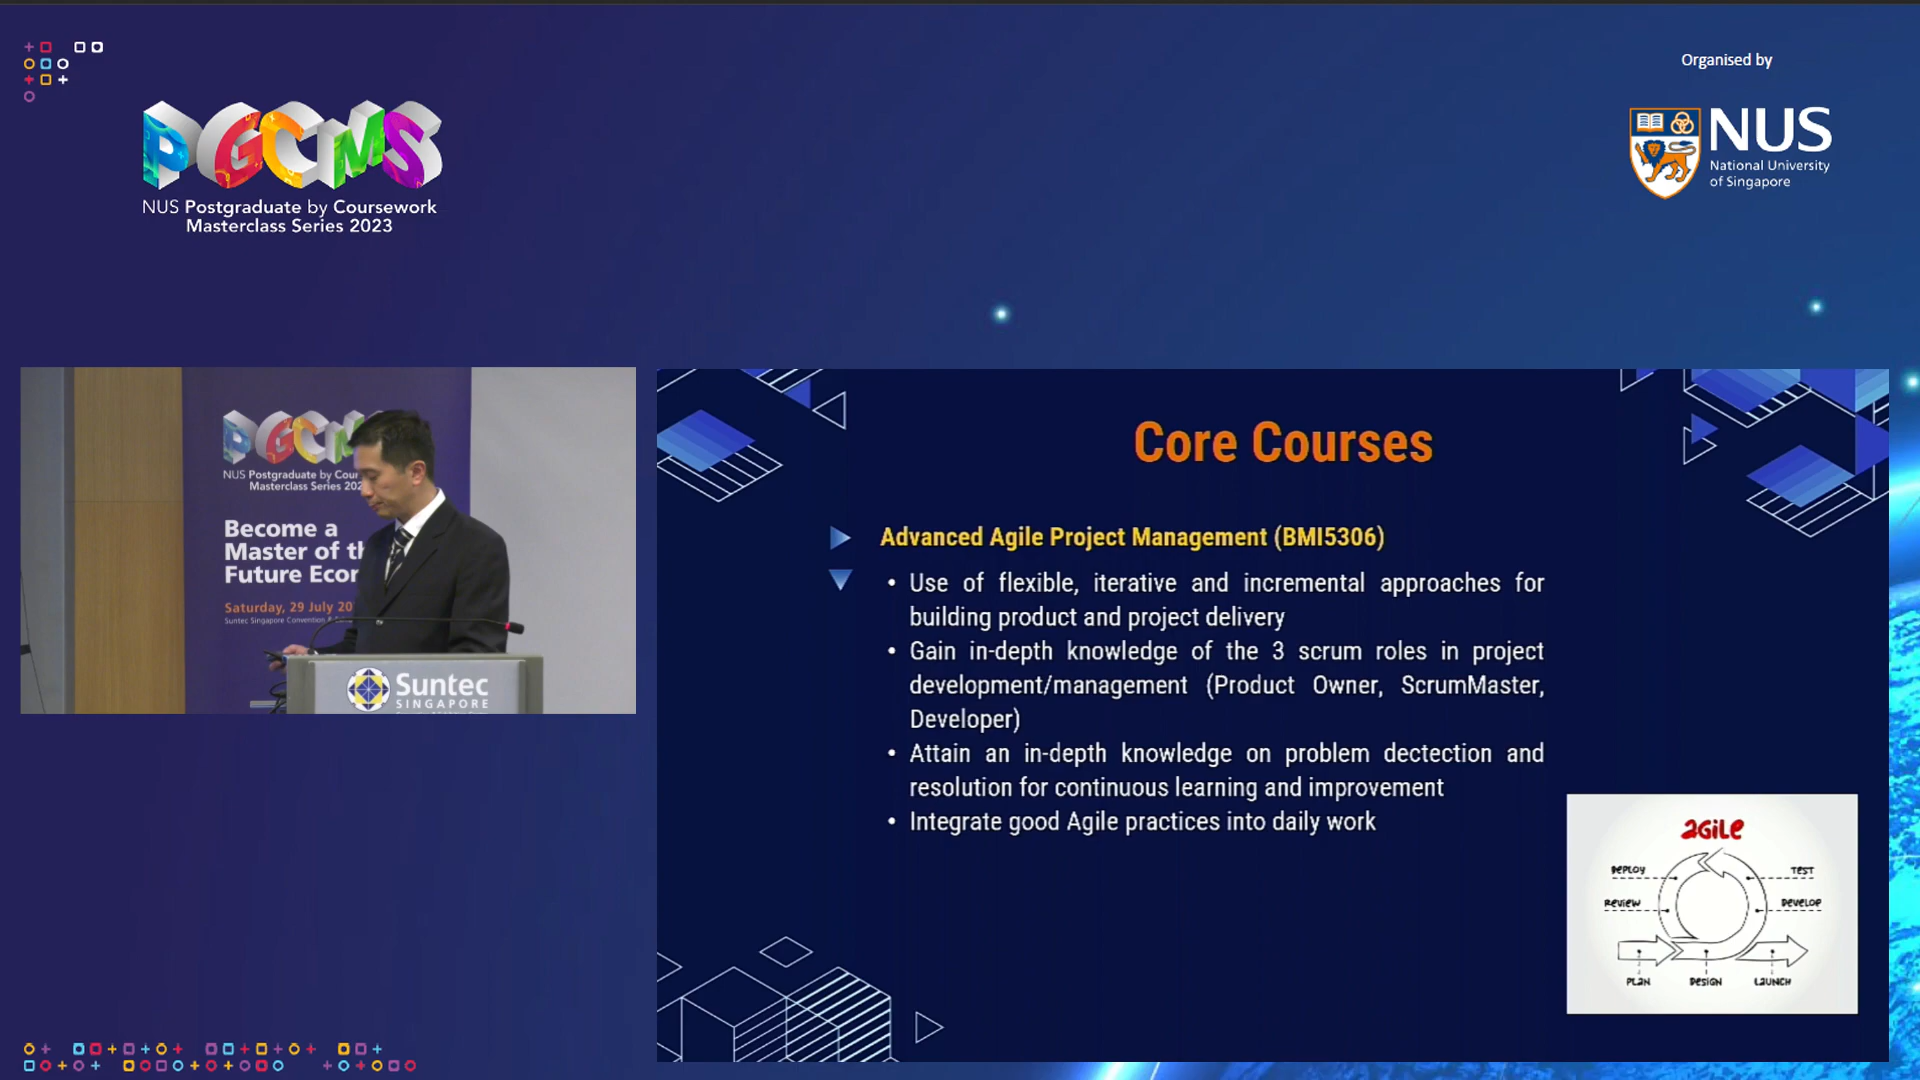 Organised by
PGCMS
NUS Postgraduate by Coursework
Masterclass Series 2023
NUS
National University
of Singapore
PGCM
NUS Postgraduate by Cour
Masterclass Series 202
Become a
Master of th
Future Econ
Saturday, 29 July 20
Suntec Singapore Convention &
Suntec
SINGAPORE
Core Courses
Advanced Agile Project Management (BMI5306)
• Use of flexible, iterative and incremental approaches for
building product and project delivery
• Gain in-depth knowledge of the 3 scrum roles in project
development/management (Product Owner, ScrumMaster,
Developer)
• Attain an in-depth knowledge on problem dectection and
resolution for continuous learning and improvement
• Integrate good Agile practices into daily work
AGILE
DEPLOY
TEST
REVIEW
DEVELOP
PLAN
DESIGN
LAUNCH